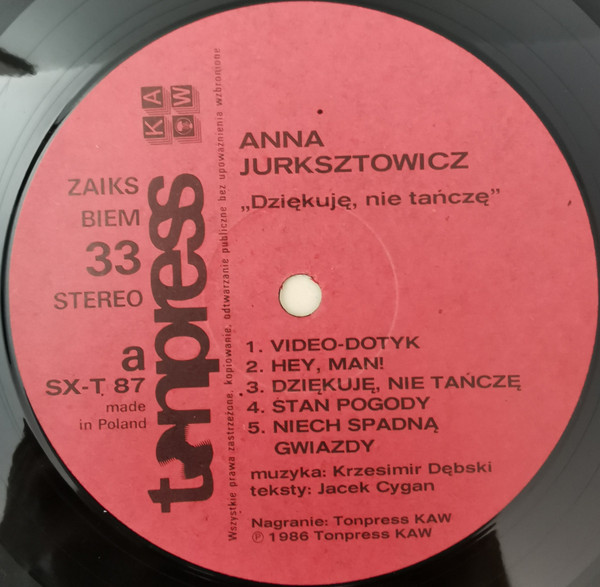 KAW
ZAIKS
BIEM
33
STEREO
a
SX-T 87
made
in Poland
tonpress
Wszystkie prawa zastrzeżone, kopiowanie, odtwarzanie publiczne bez upoważnienia wzbronione
ANNA
JURKSZTOWICZ
„Dziękuję, nie tańczę”
1. VIDEO-DOTYK
2. HEY, MAN!
3. DZIĘKUJĘ, NIE TAŃCZĘ
4. STAN POGODY
5. NIECH SPADNĄ
GWIAZDY
muzyka: Krzesimir Dębski
teksty: Jacek Cygan
Nagranie: Tonpress KAW
Ⓟ 1986 Tonpress KAW